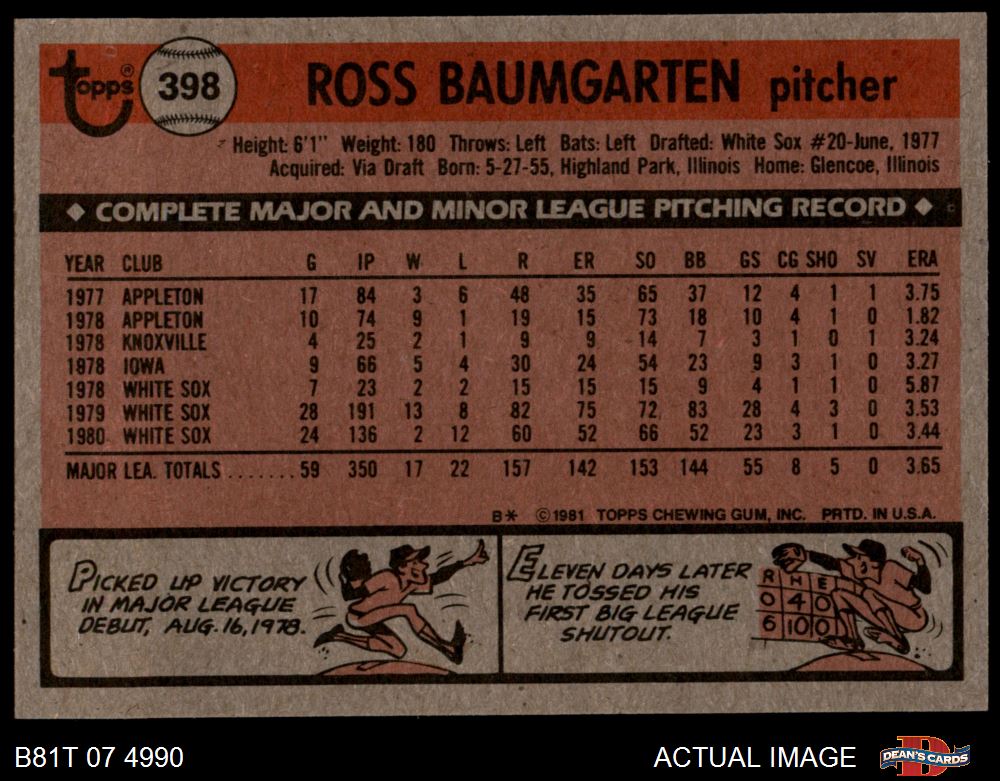 topps® 398 ROSS BAUMGARTEN pitcher
Height: 6'1" Weight: 180 Throws: Left Bats: Left Drafted: White Sox #20-June, 1977
Acquired: Via Draft Born: 5-27-55, Highland Park, Illinois Home: Glencoe, Illinois
◆ COMPLETE MAJOR AND MINOR LEAGUE PITCHING RECORD ◆
YEAR CLUB G IP W L R ER SO BB GS CG SHO SV ERA
1977 APPLETON 17 84 3 6 48 35 65 37 12 4 1 1 3.75
1978 APPLETON 10 74 9 1 19 15 73 18 10 4 1 0 1.82
1978 KNOXVILLE 4 25 2 1 9 9 14 7 3 1 0 1 3.24
1978 IOWA 9 66 5 4 30 24 54 23 9 3 1 0 3.27
1978 WHITE SOX 7 23 2 2 15 15 15 9 4 1 1 0 5.87
1979 WHITE SOX 28 191 13 8 82 75 72 83 28 4 3 0 3.53
1980 WHITE SOX 24 136 2 12 60 52 66 52 23 3 1 0 3.44
MAJOR LEA. TOTALS ....... 59 350 17 22 157 142 153 144 55 8 5 0 3.65
B* ©1981 TOPPS CHEWING GUM, INC. PRTD. IN U.S.A.
PICKED UP VICTORY
IN MAJOR LEAGUE
DEBUT, AUG. 16, 1978.
ELEVEN DAYS LATER
HE TOSSED HIS
FIRST BIG LEAGUE
SHUTOUT.
R H E
0 4 0
6 10 0
B81T 07 4990 ACTUAL IMAGE DEAN'S CARDS